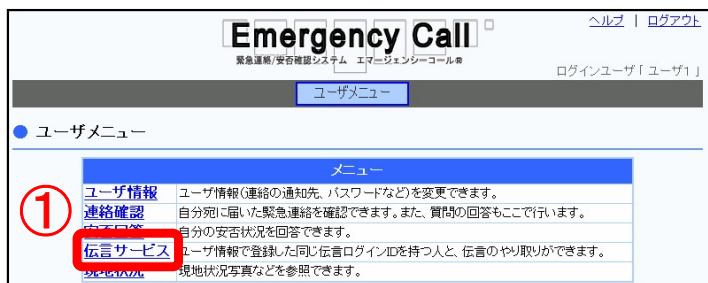 Emergency Call
ヘルプ | ログアウト
緊急連絡/安否確認システム エマージェンシーコール®
ログインユーザ「ユーザ1」
ユーザメニュー
ユーザメニュー
メニュー
ユーザ情報 ユーザ情報(連絡の通知先、パスワードなど)を変更できます。
①
連絡確認 自分宛に届いた緊急連絡を確認できます。また、質問の回答もここで行います。
安否回答 自分の安否状況を回答できます。
伝言サービス ユーザ情報で登録した同じ伝言ログインIDを持つ人と、伝言のやり取りができます。
現地状況 現地状況写真などを参照できます。